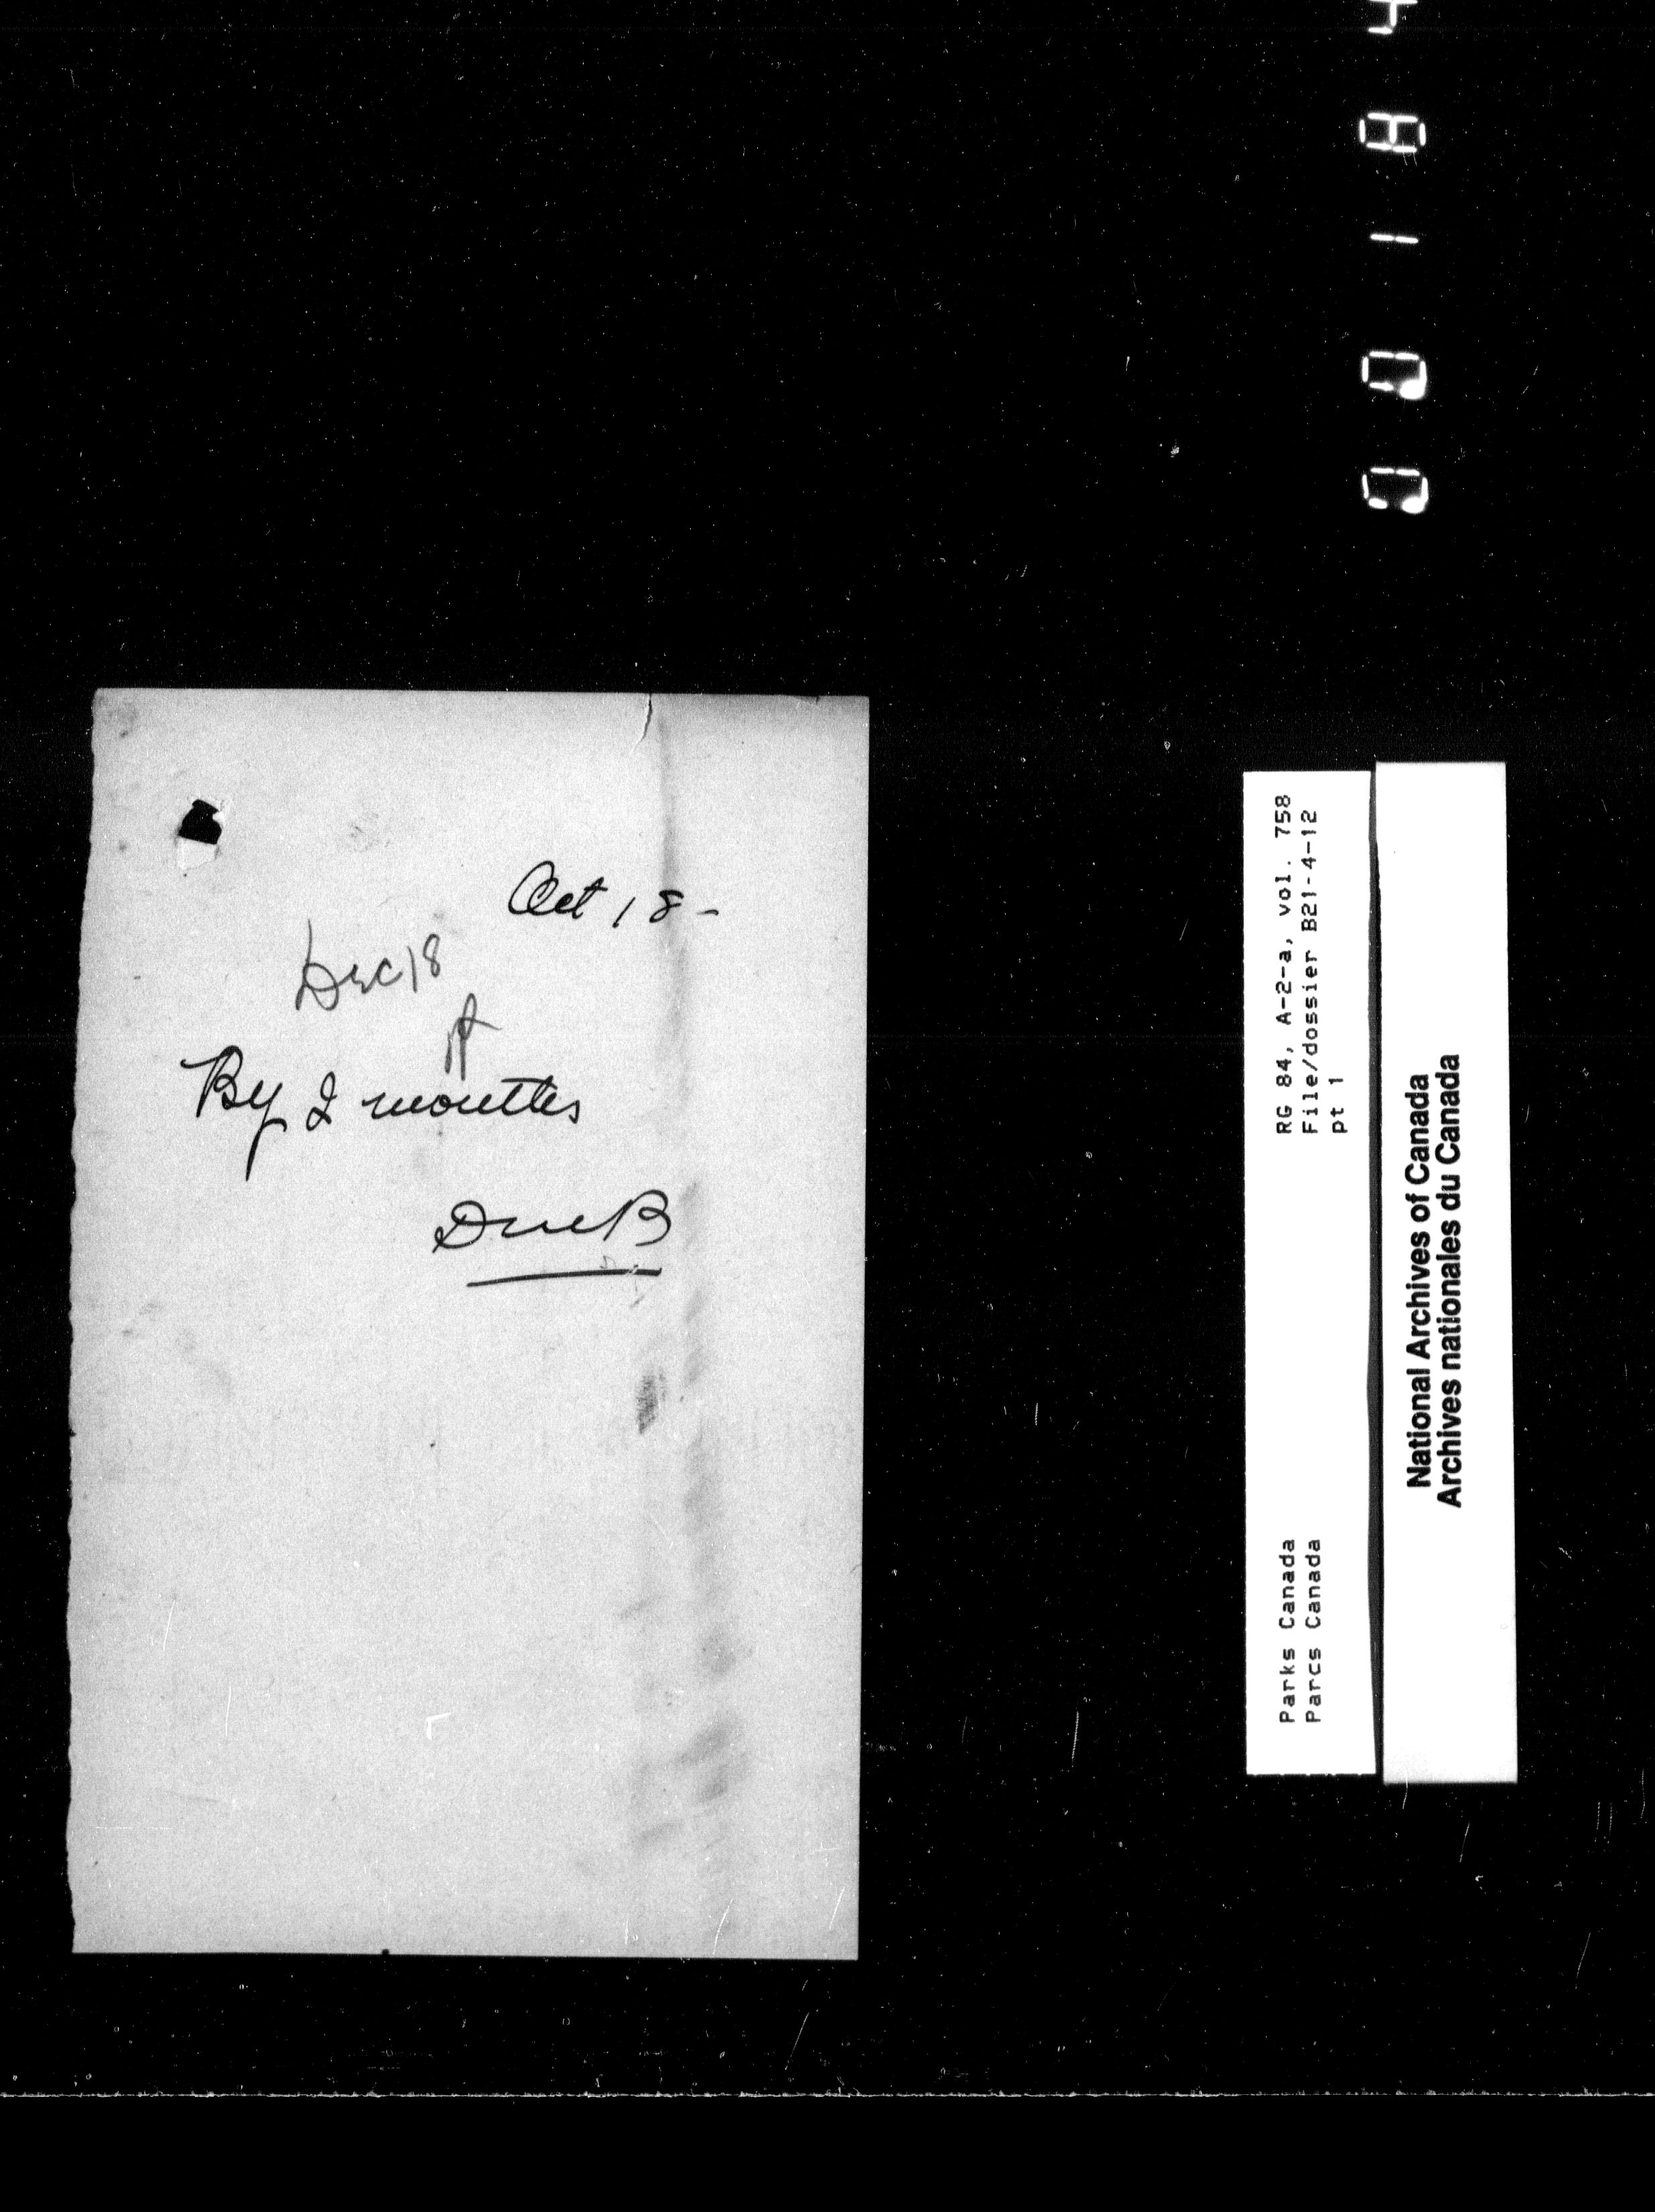 Oct 18-
Dec 18
By 2 months
RG 84, A-2-a, vol. 758
File/dossier B21-4-12
pt 1
Parks Canada
Parcs Canada
National Archives of Canada
Archives nationales du Canada